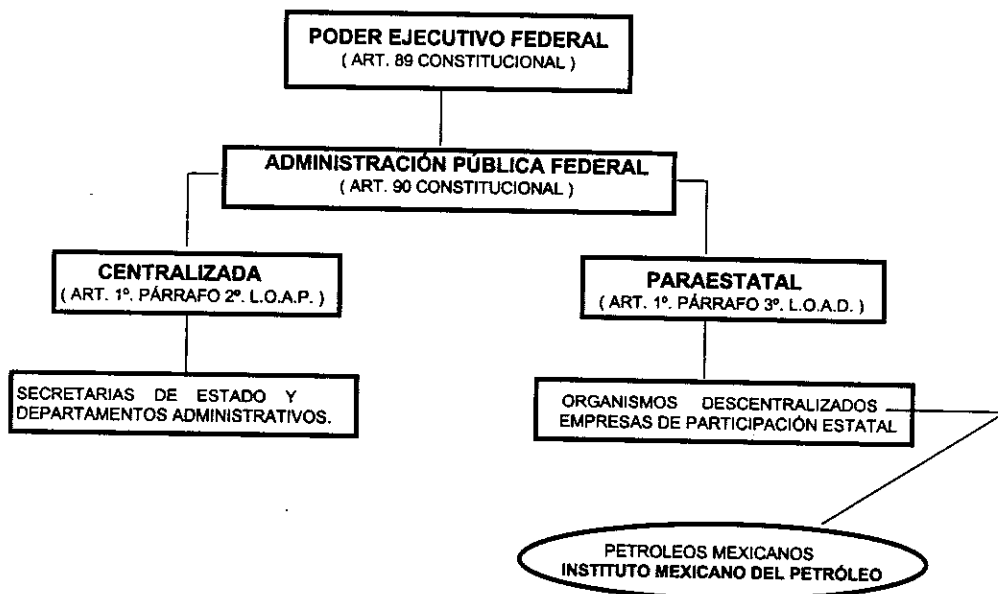 PODER EJECUTIVO FEDERAL
( ART. 89 CONSTITUCIONAL )
ADMINISTRACIÓN PÚBLICA FEDERAL
( ART. 90 CONSTITUCIONAL )
CENTRALIZADA
( ART. 1º. PÁRRAFO 2º. L.O.A.P. )
PARAESTATAL
( ART. 1º. PÁRRAFO 3º. L.O.A.D. )
SECRETARIAS DE ESTADO Y
DEPARTAMENTOS ADMINISTRATIVOS.
ORGANISMOS DESCENTRALIZADOS
EMPRESAS DE PARTICIPACIÓN ESTATAL
PETROLEOS MEXICANOS
INSTITUTO MEXICANO DEL PETRÓLEO